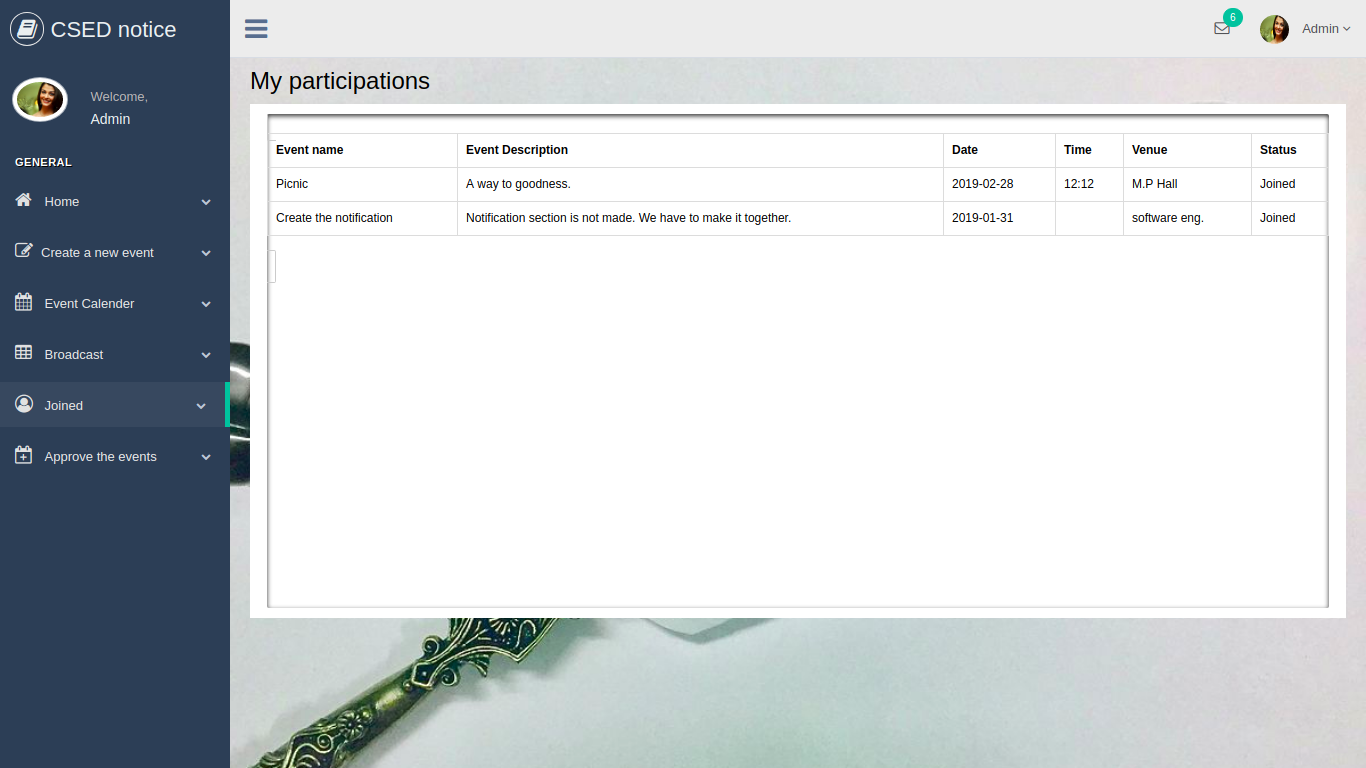 CSED notice
6
Admin
Welcome,
Admin
GENERAL
Home
Create a new event
Event Calender
Broadcast
Joined
Approve the events
My participations
Event name Event Description Date Time Venue Status
Picnic A way to goodness. 2019-02-28 12:12 M.P Hall Joined
Create the notification Notification section is not made. We have to make it together. 2019-01-31 software eng. Joined